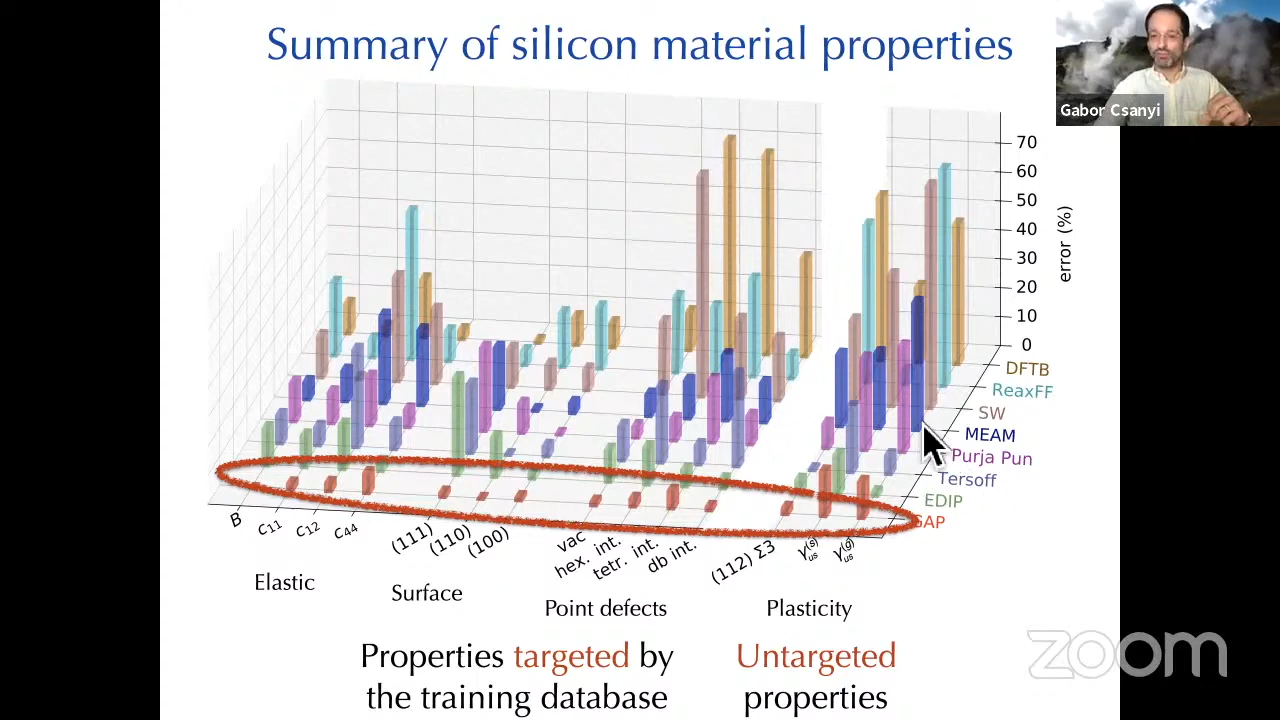 Summary of silicon material properties
Gabor Csanyi
70
60
50
40
30
20
10
0
error (%)
DFTB
ReaxFF
SW
MEAM
Purja Pun
Tersoff
EDIP
GAP
B
c11
c12
c44
(111)
(110)
(100)
vac
hex. int.
tetr. int.
db int.
(112) Σ3
γus(s)
γus(g)
Elastic
Surface
Point defects
Plasticity
Properties targeted by
the training database
Untargeted
properties
zoom